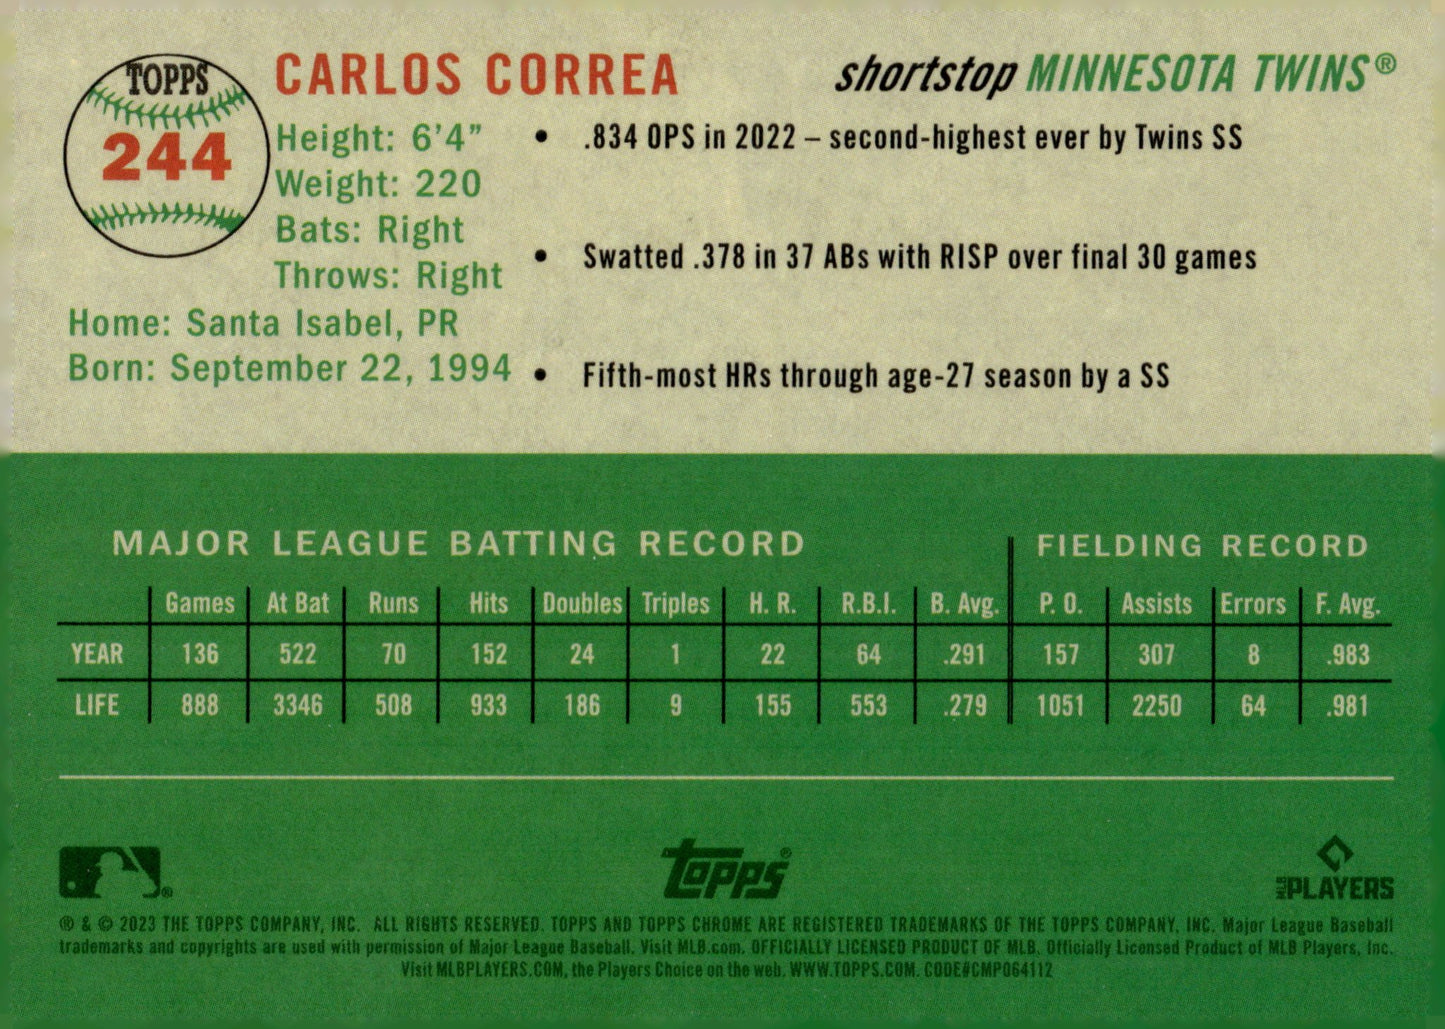 TOPPS
244
CARLOS CORREA
shortstop MINNESOTA TWINS®
Height: 6'4"
Weight: 220
Bats: Right
Throws: Right
Home: Santa Isabel, PR
Born: September 22, 1994
• .834 OPS in 2022 – second-highest ever by Twins SS
• Swatted .378 in 37 ABs with RISP over final 30 games
• Fifth-most HRs through age-27 season by a SS
MAJOR LEAGUE BATTING RECORD FIELDING RECORD
Games At Bat Runs Hits Doubles Triples H. R. R.B.I. B. Avg. P. O. Assists Errors F. Avg.
YEAR 136 522 70 152 24 1 22 64 .291 157 307 8 .983
LIFE 888 3346 508 933 186 9 155 553 .279 1051 2250 64 .981
® topps® MLB PLAYERS
® & © 2023 THE TOPPS COMPANY, INC. ALL RIGHTS RESERVED. TOPPS AND TOPPS CHROME ARE REGISTERED TRADEMARKS OF THE TOPPS COMPANY, INC. Major League Baseball
trademarks and copyrights are used with permission of Major League Baseball. Visit MLB.com. OFFICIALLY LICENSED PRODUCT OF MLB. Officially Licensed Product of MLB Players, Inc.
Visit MLBPLAYERS.COM, the Players Choice on the web. WWW.TOPPS.COM. CODE#CMP064112